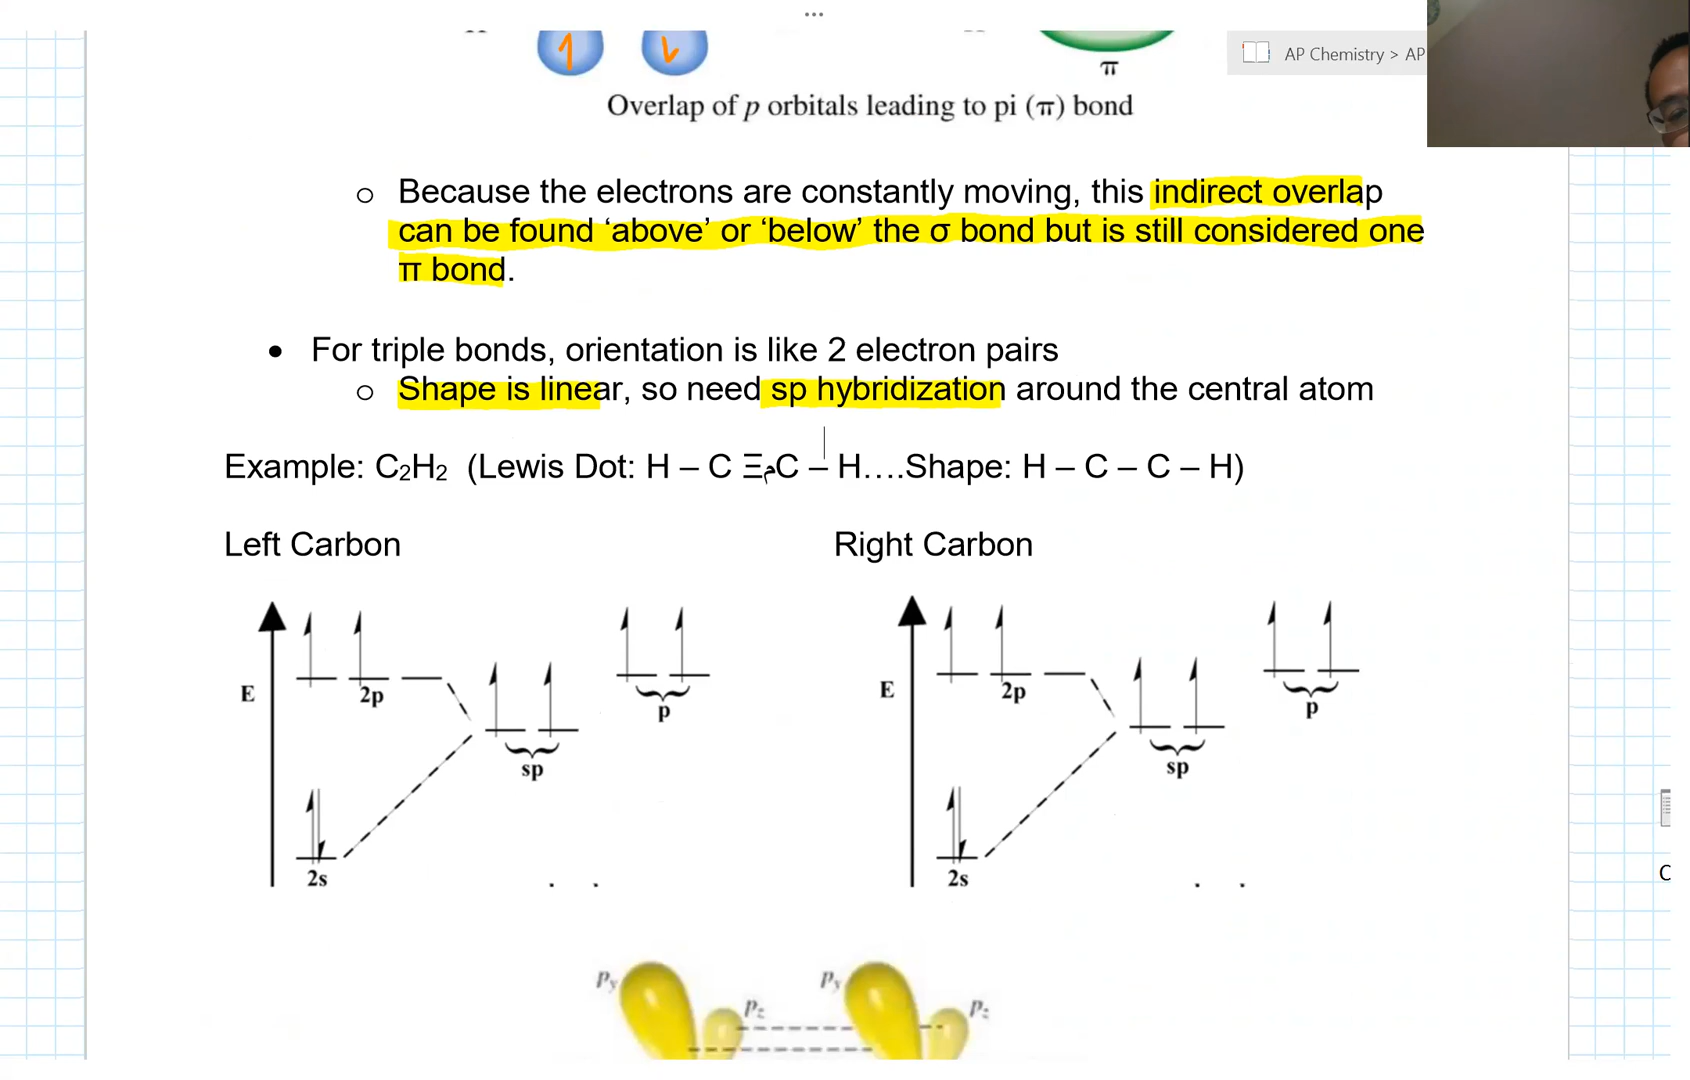 ...
1 L
AP Chemistry > AP
π
Overlap of p orbitals leading to pi (π) bond
o Because the electrons are constantly moving, this indirect overlap
can be found ‘above’ or ‘below’ the σ bond but is still considered one
π bond.
• For triple bonds, orientation is like 2 electron pairs
o Shape is linear, so need sp hybridization around the central atom
Example: C₂H₂ (Lewis Dot: H – C Ξ C – H….Shape: H – C – C – H)
Left Carbon Right Carbon
E 2p sp p 2s
E 2p sp p 2s
C
Py Pz Py Pz